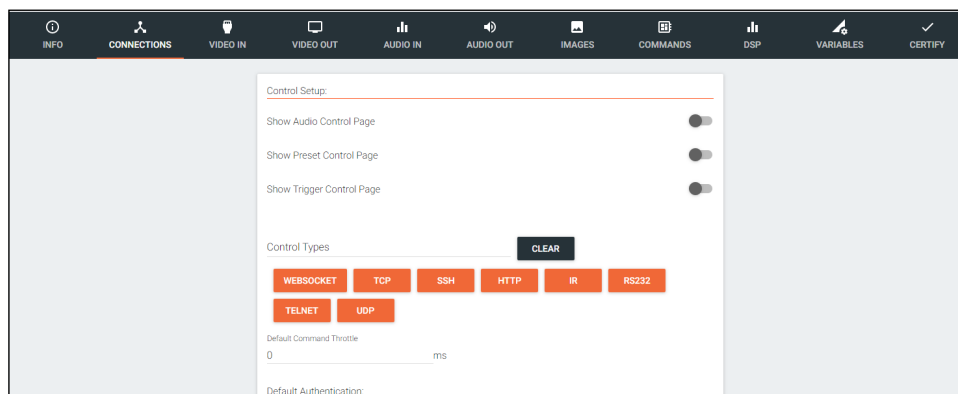 INFO CONNECTIONS VIDEO IN VIDEO OUT AUDIO IN AUDIO OUT IMAGES COMMANDS DSP VARIABLES CERTIFY
Control Setup:
Show Audio Control Page
Show Preset Control Page
Show Trigger Control Page
Control Types CLEAR
WEBSOCKET TCP SSH HTTP IR RS232
TELNET UDP
Default Command Throttle
0 ms
Default Authentication: